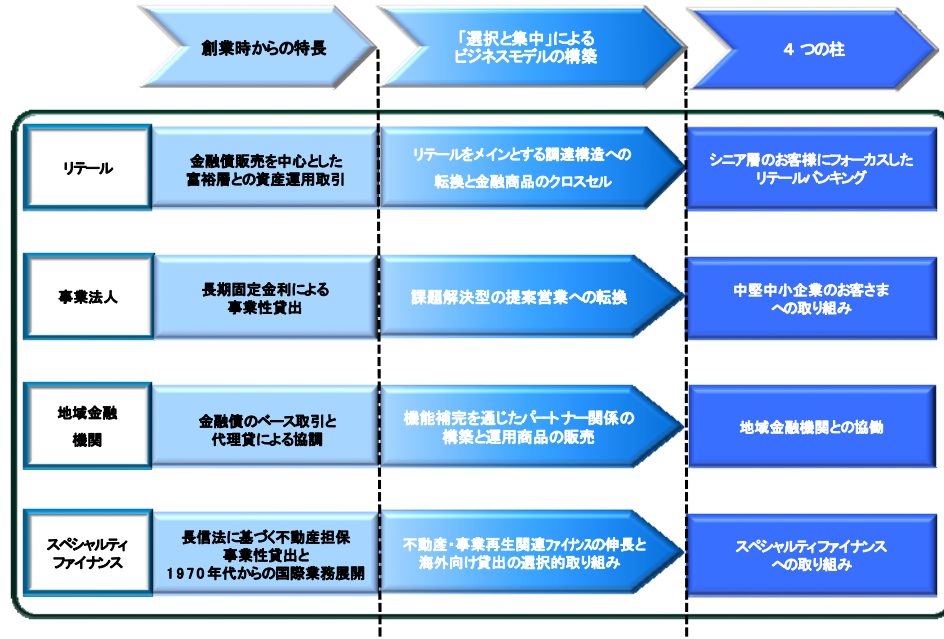 創業時からの特長
「選択と集中」による
ビジネスモデルの構築
4 つの柱
リテール
金融債販売を中心とした
富裕層との資産運用取引
リテールをメインとする調達構造への
転換と金融商品のクロスセル
シニア層のお客様にフォーカスした
リテールバンキング
事業法人
長期固定金利による
事業性貸出
課題解決型の提案営業への転換
中堅中小企業のお客さま
への取り組み
地域金融
機関
金融債のベース取引と
代理貸による協調
機能補完を通じたパートナー関係の
構築と運用商品の販売
地域金融機関との協働
スペシャルティ
ファイナンス
長信法に基づく不動産担保
事業性貸出と
1970年代からの国際業務展開
不動産・事業再生関連ファイナンスの伸長と
海外向け貸出の選択的取り組み
スペシャルティファイナンス
への取り組み